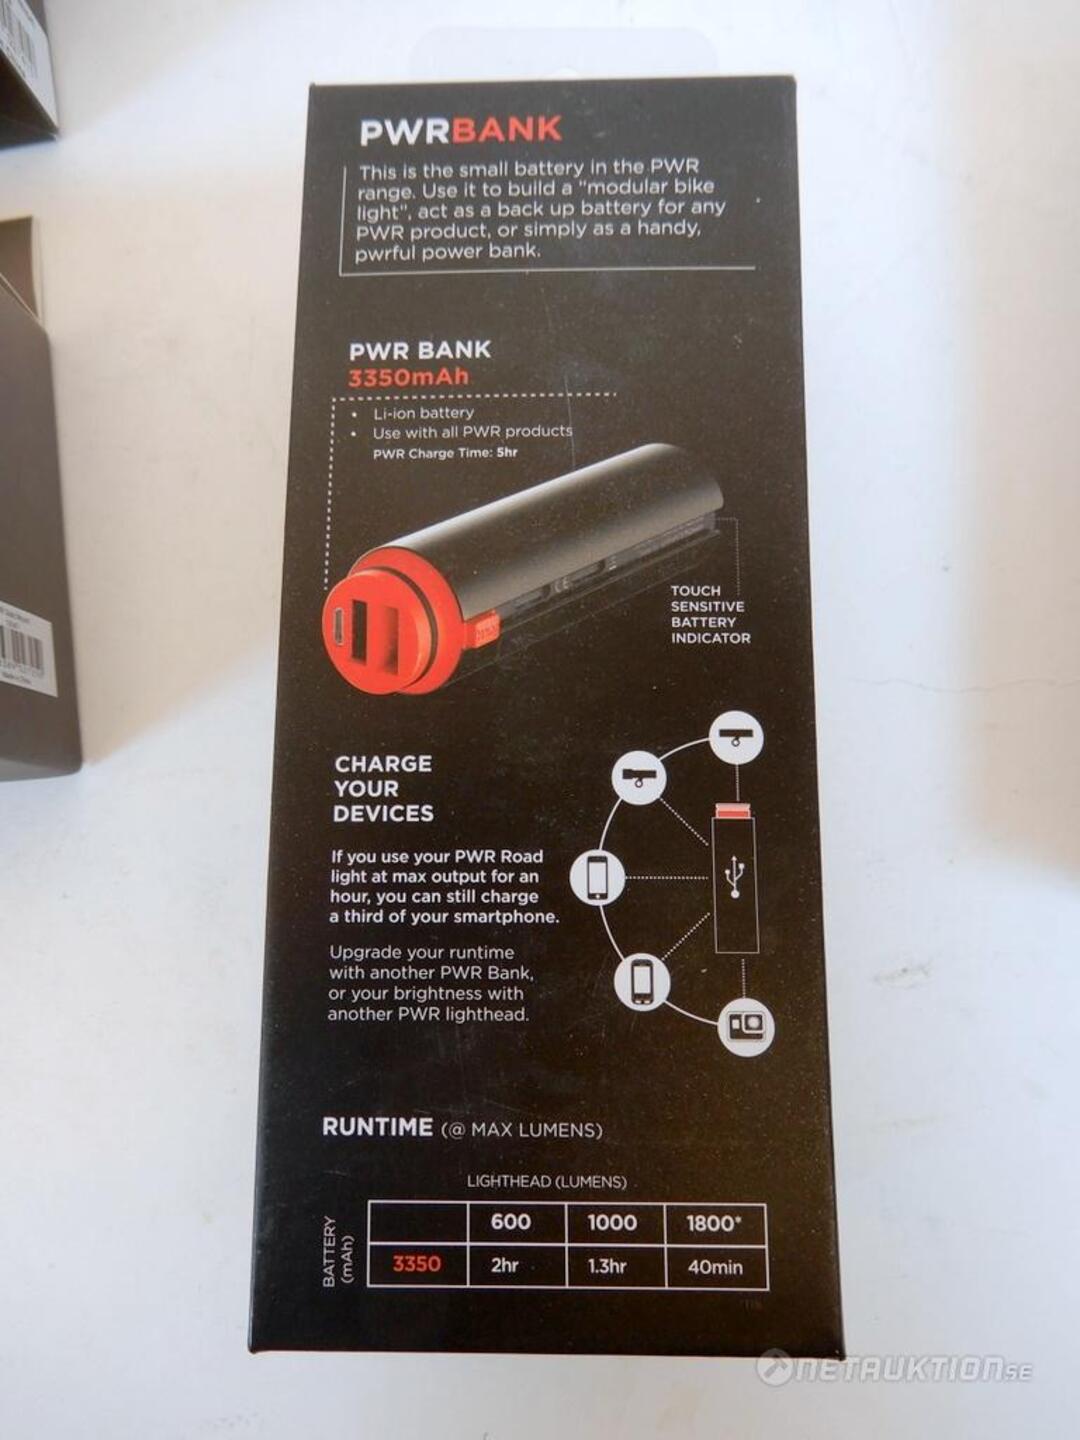 PWRBANK
This is the small battery in the PWR
range. Use it to build a "modular bike
light", act as a back up battery for any
PWR product, or simply as a handy,
pwrful power bank.
PWR BANK
3350mAh
• Li-ion battery
• Use with all PWR products
PWR Charge Time: 5hr
TOUCH
SENSITIVE
BATTERY
INDICATOR
CHARGE
YOUR
DEVICES
If you use your PWR Road
light at max output for an
hour, you can still charge
a third of your smartphone.
Upgrade your runtime
with another PWR Bank,
or your brightness with
another PWR lighthead.
RUNTIME (@ MAX LUMENS)
LIGHTHEAD (LUMENS)
BATTERY
(mAh)
600 1000 1800*
3350 2hr 1.3hr 40min
NETAUKTION.SE